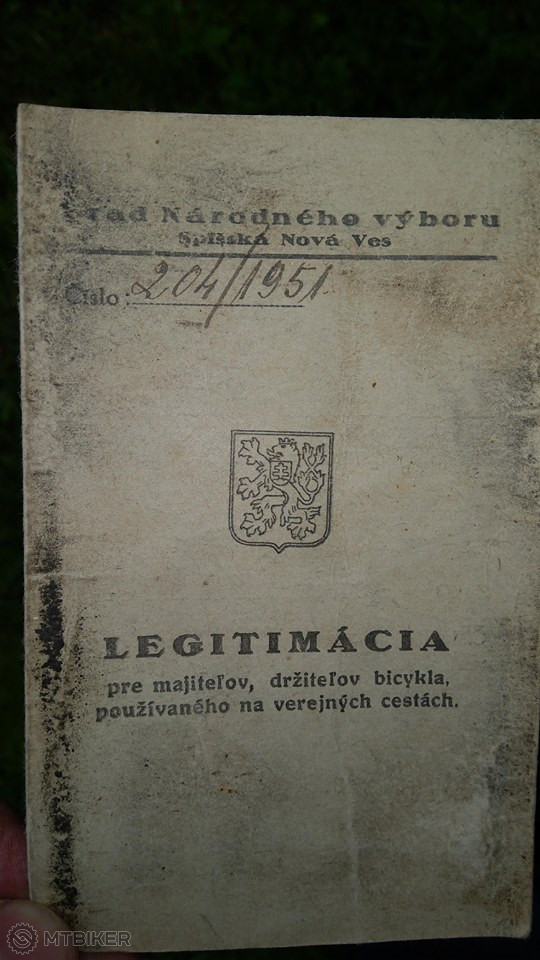 Národného výboru
Spišská Nová Ves
Číslo: 204/1951
LEGITIMÁCIA
pre majiteľov, držiteľov bicykla,
používaného na verejných cestách.
MTBIKER